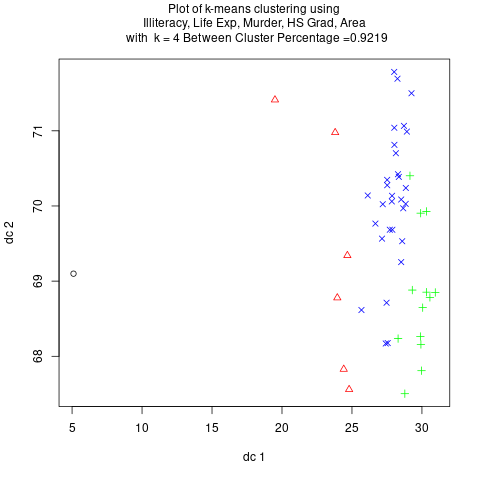 Plot of k-means clustering using
Illiteracy, Life Exp, Murder, HS Grad, Area
with  k = 4 Between Cluster Percentage =0.9219
71
70
69
68
dc 2
5 10 15 20 25 30
dc 1